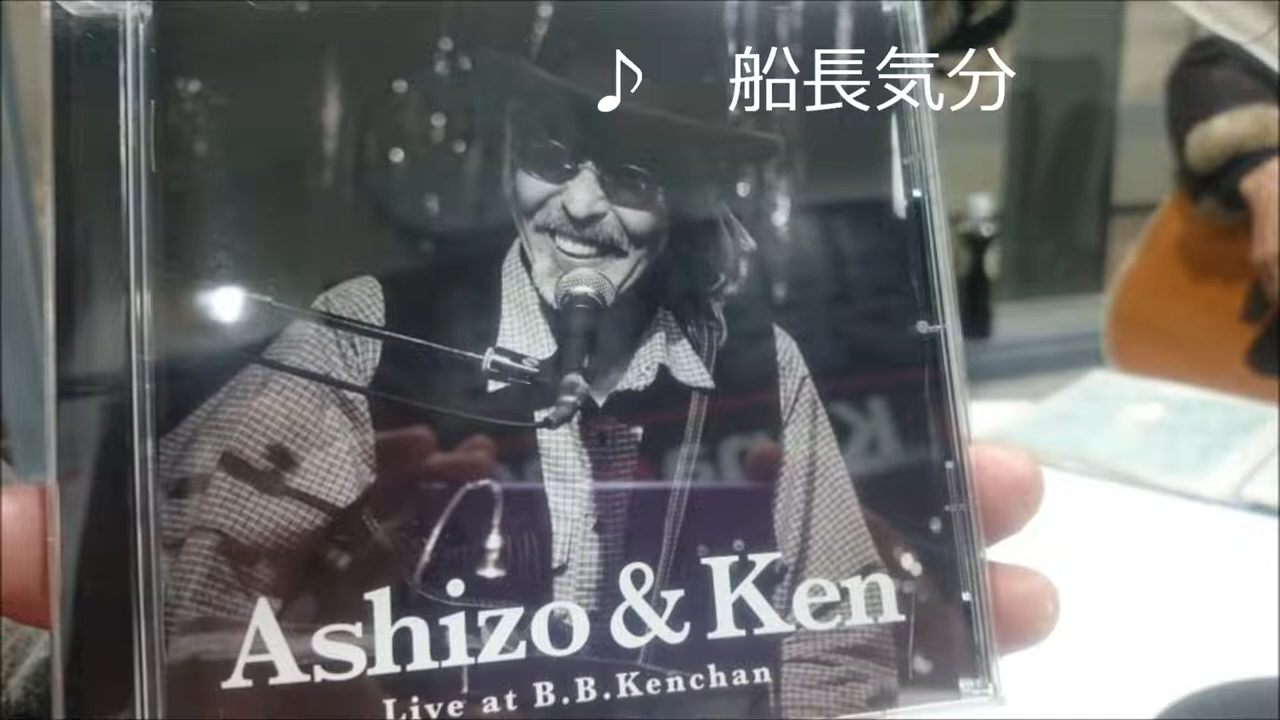 ♪ 船長気分
Ashizo & Ken
Live at B.B.Kenchan